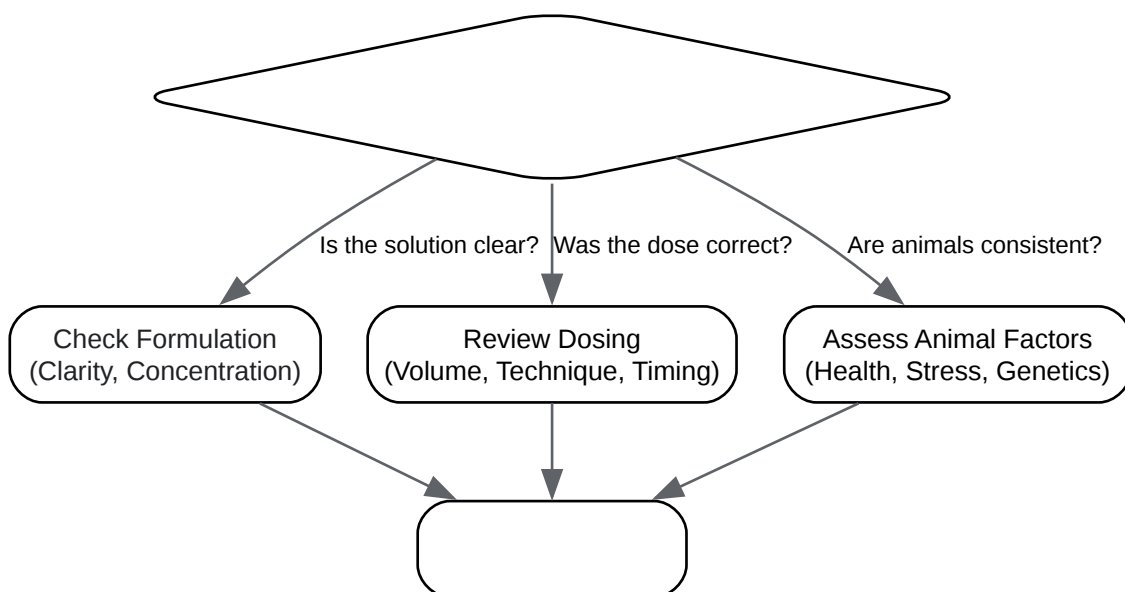 Is the solution clear?
Was the dose correct?
Are animals consistent?
Check Formulation
(Clarity, Concentration)
Review Dosing
(Volume, Technique, Timing)
Assess Animal Factors
(Health, Stress, Genetics)